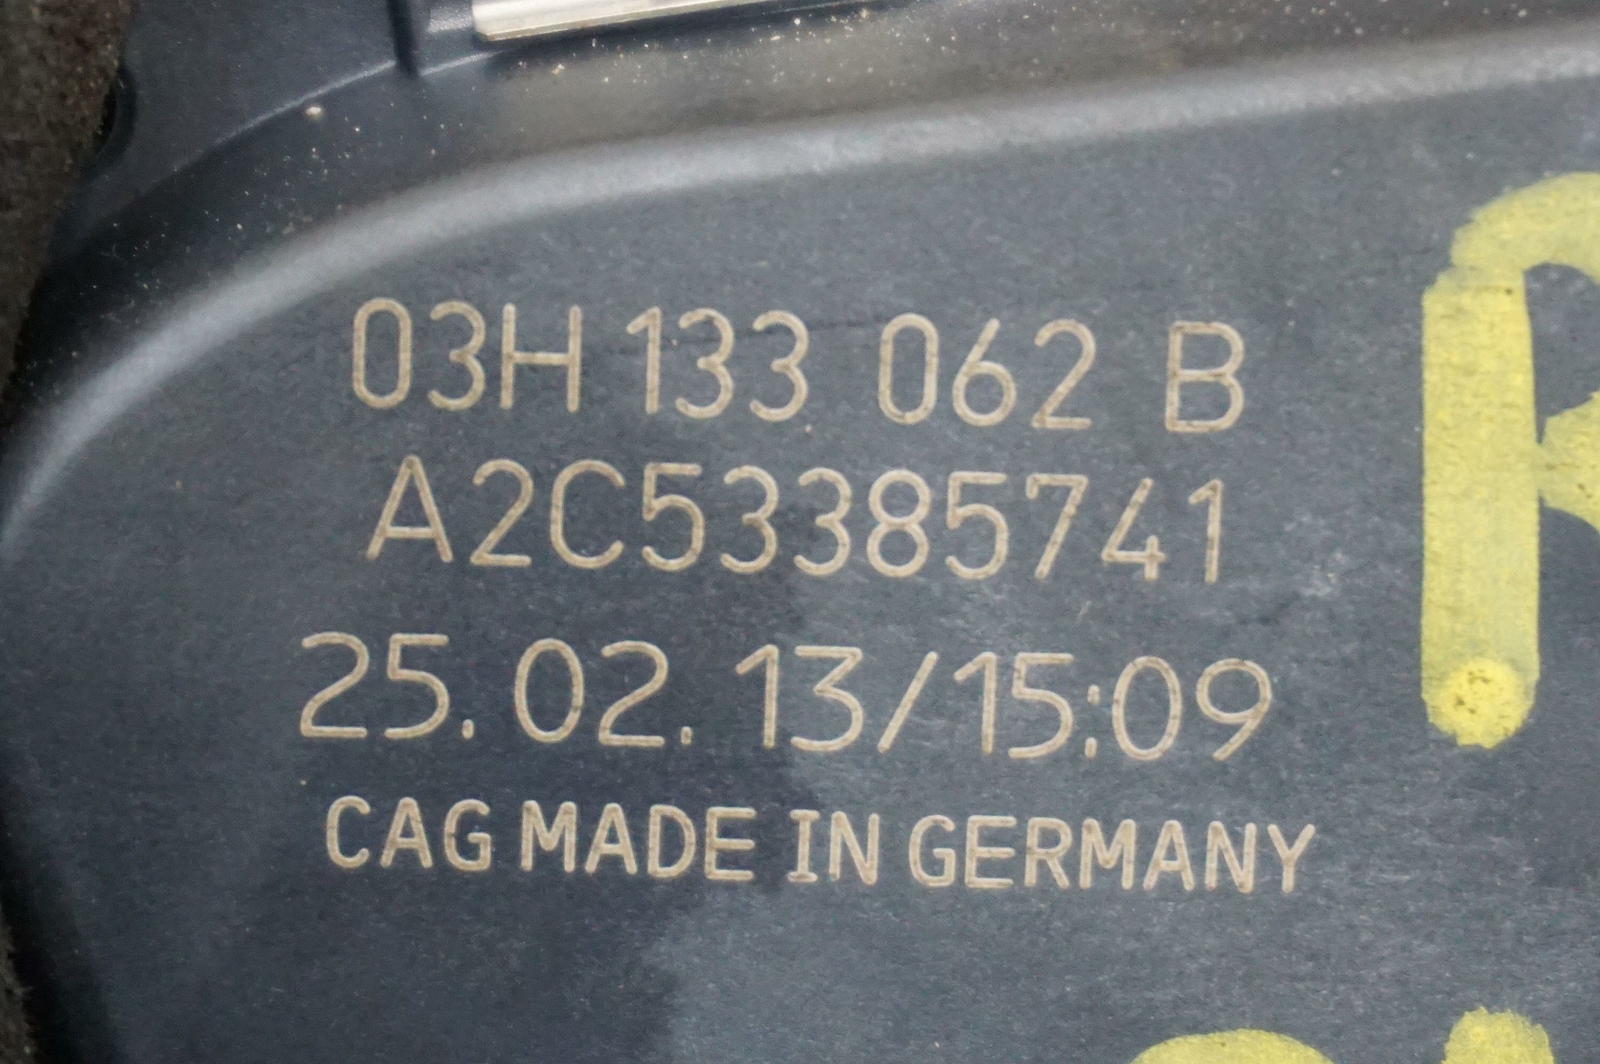 03H 133 062 B
A2C53385741
25.02.13/15:09
CAG MADE IN GERMANY